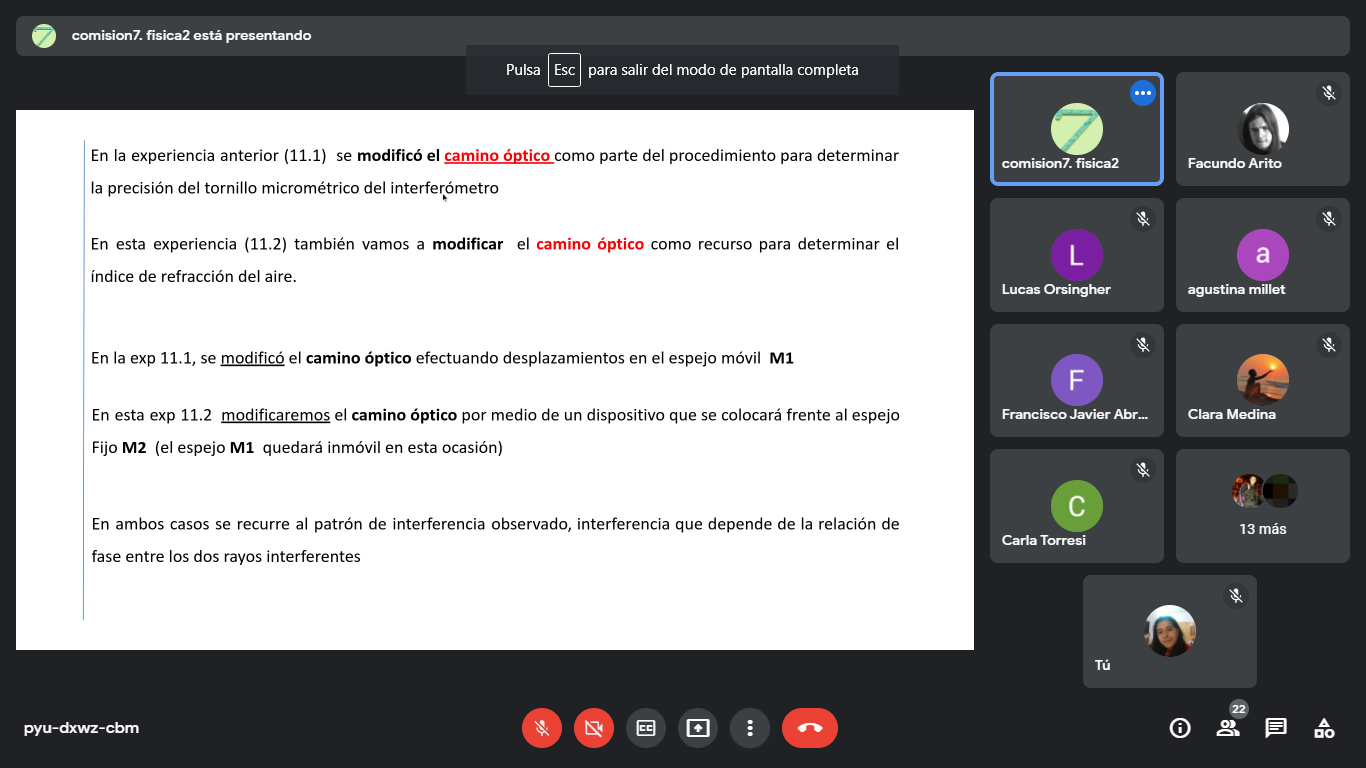 comision7. fisica2 está presentando
Pulsa Esc para salir del modo de pantalla completa
En la experiencia anterior (11.1) se modificó el camino óptico como parte del procedimiento para determinar
la precisión del tornillo micrométrico del interferómetro
En esta experiencia (11.2) también vamos a modificar el camino óptico como recurso para determinar el
índice de refracción del aire.
En la exp 11.1, se modificó el camino óptico efectuando desplazamientos en el espejo móvil M1
En esta exp 11.2 modificaremos el camino óptico por medio de un dispositivo que se colocará frente al espejo
Fijo M2 (el espejo M1 quedará inmóvil en esta ocasión)
En ambos casos se recurre al patrón de interferencia observado, interferencia que depende de la relación de
fase entre los dos rayos interferentes
7
comision7. fisica2
Facundo Arito
L
Lucas Orsingher
a
agustina millet
F
Francisco Javier Abr...
Clara Medina
C
Carla Torresi
13 más
Tú
pyu-dxwz-cbm
CC
22